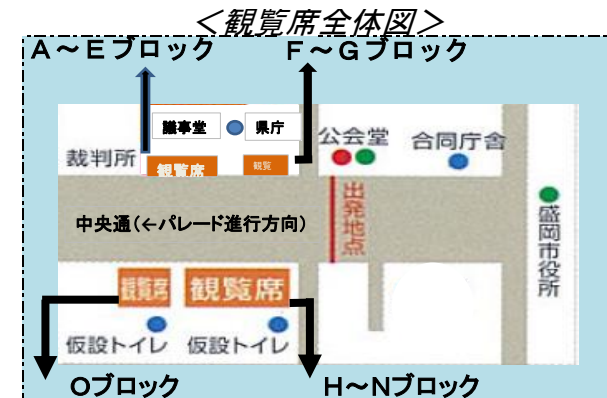 ＜観覧席全体図＞
A～Eブロック
F～Gブロック
議事堂
県庁
公会堂
合同庁舎
裁判所
観覧席
観覧
出発地点
盛岡市役所
中央通(←パレード進行方向)
観覧席
観覧席
仮設トイレ
仮設トイレ
Oブロック
H～Nブロック